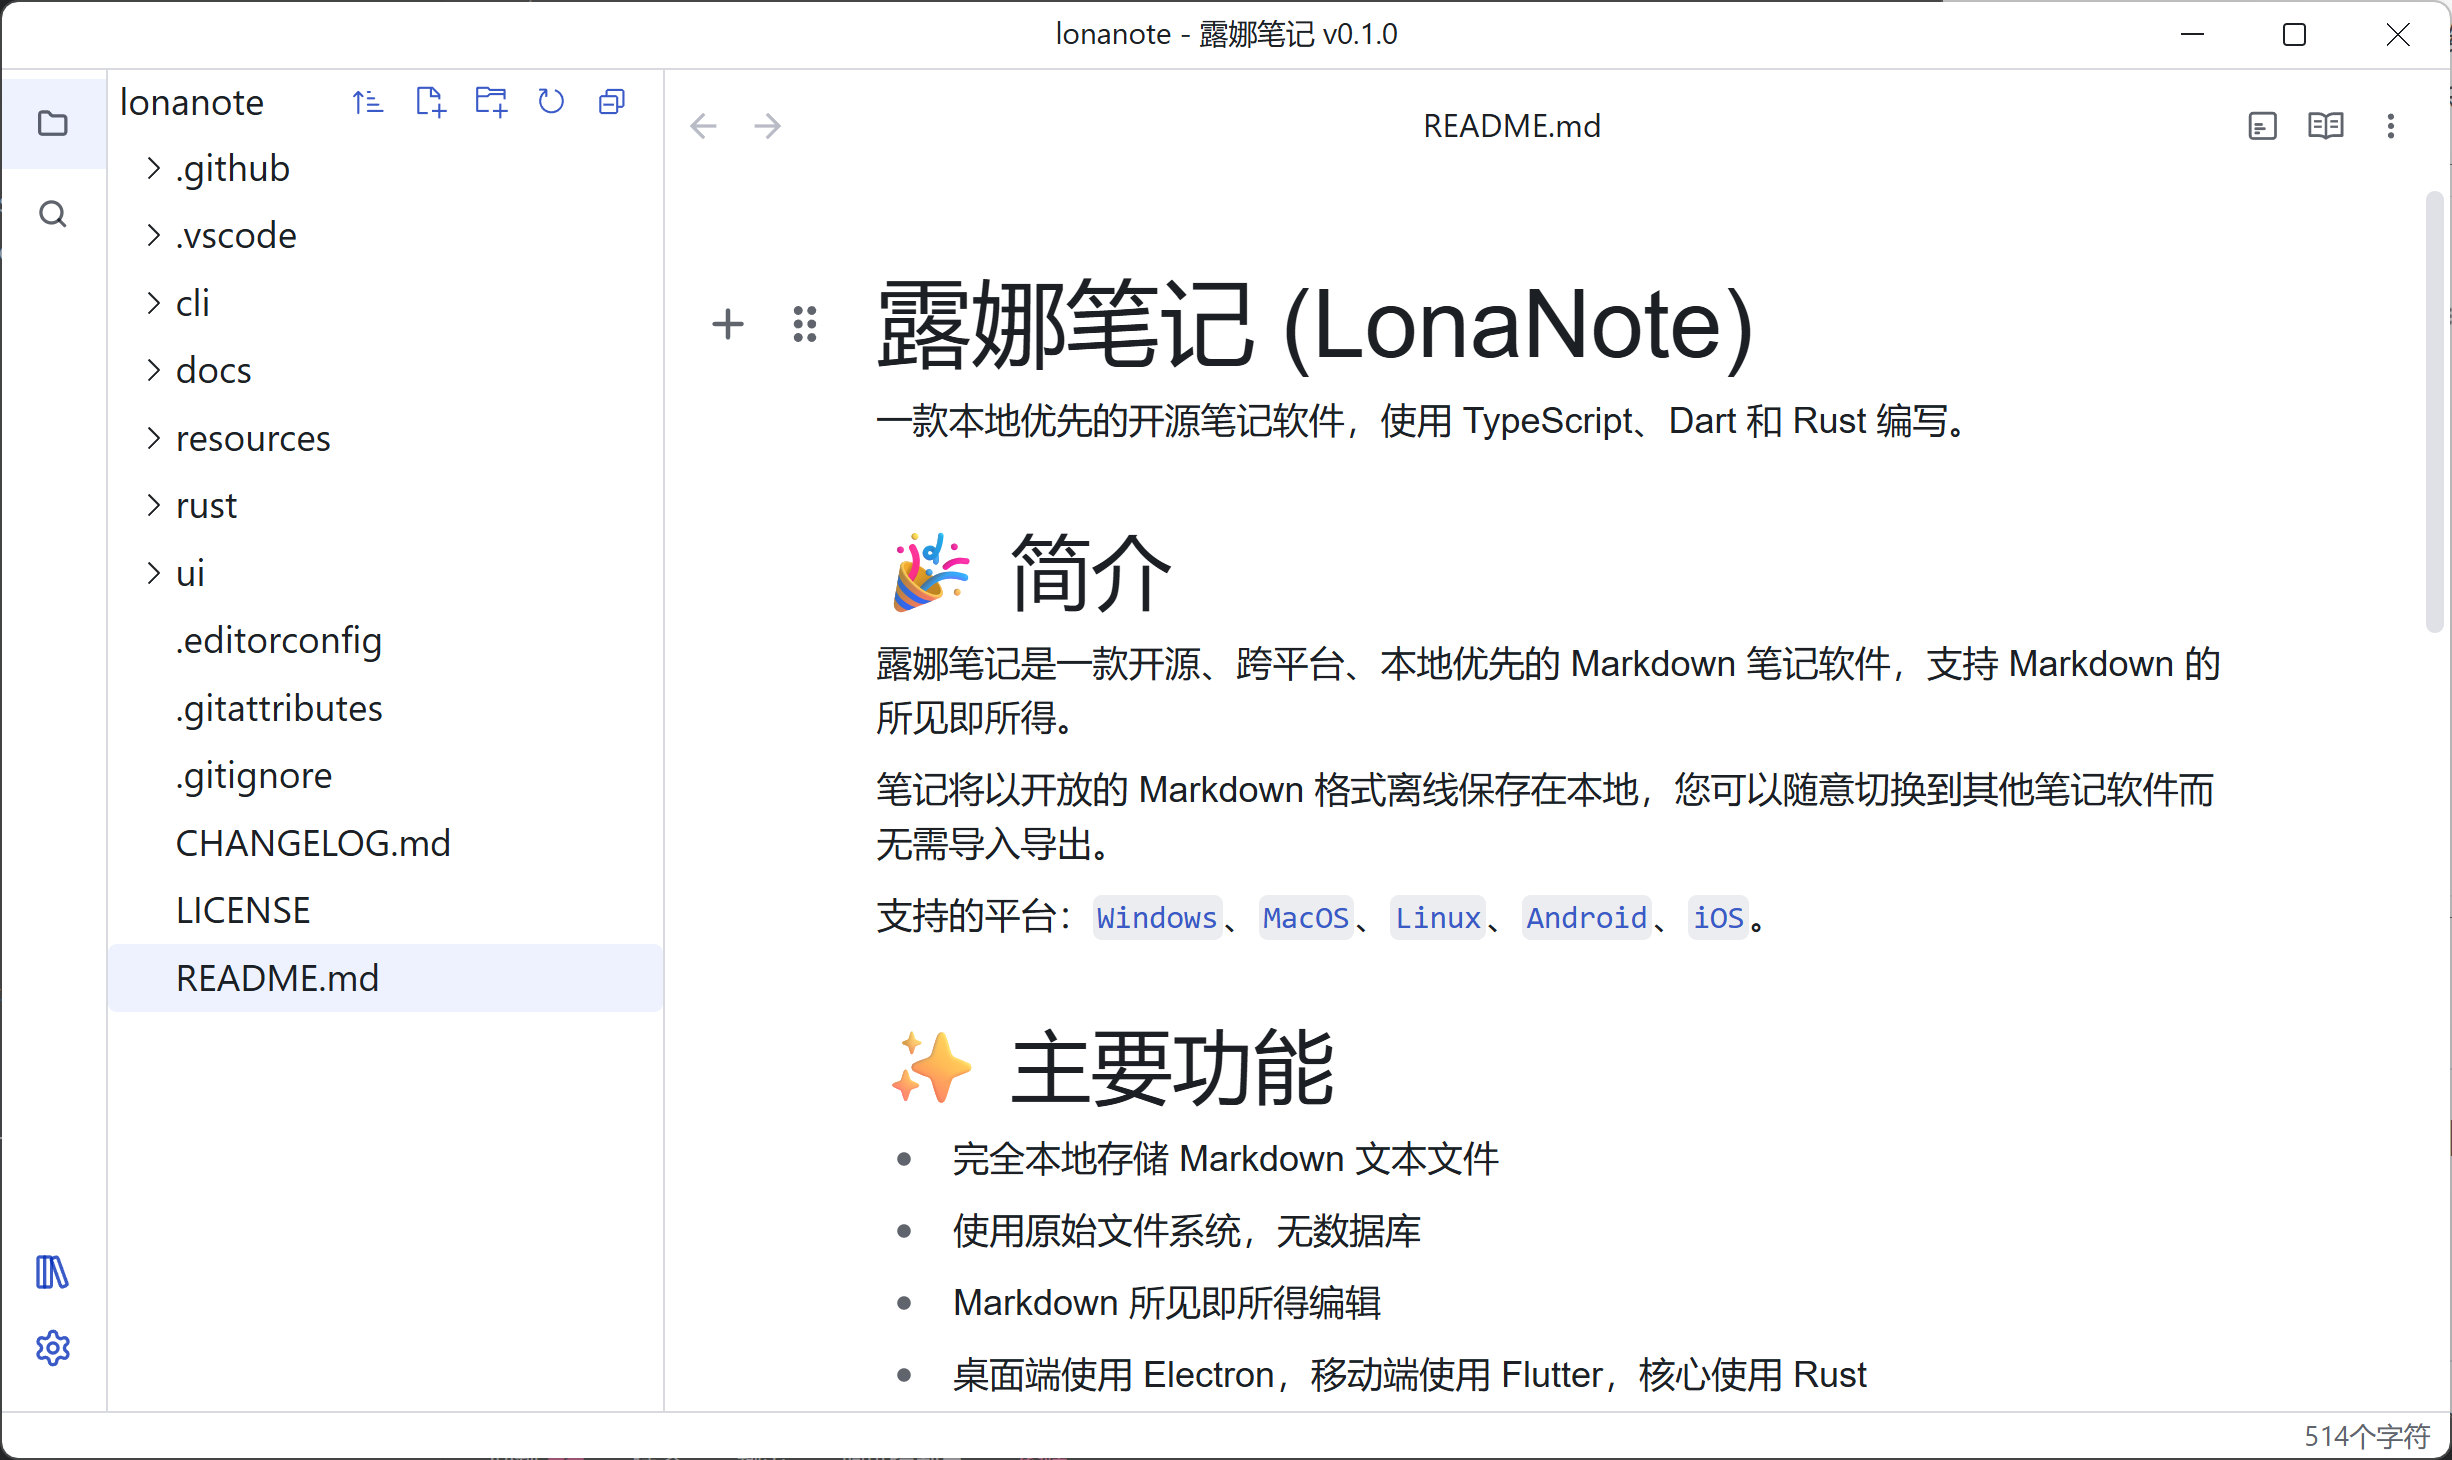 lonanote - 露娜笔记 v0.1.0
lonanote
.github
.vscode
cli
docs
resources
rust
ui
.editorconfig
.gitattributes
.gitignore
CHANGELOG.md
LICENSE
README.md
README.md
露娜笔记 (LonaNote)
一款本地优先的开源笔记软件，使用 TypeScript、Dart 和 Rust 编写。
🎉 简介
露娜笔记是一款开源、跨平台、本地优先的 Markdown 笔记软件，支持 Markdown 的
所见即所得。
笔记将以开放的 Markdown 格式离线保存在本地，您可以随意切换到其他笔记软件而
无需导入导出。
支持的平台：Windows、MacOS、Linux、Android、iOS。
✨ 主要功能
• 完全本地存储 Markdown 文本文件
• 使用原始文件系统，无数据库
• Markdown 所见即所得编辑
• 桌面端使用 Electron，移动端使用 Flutter，核心使用 Rust
514个字符